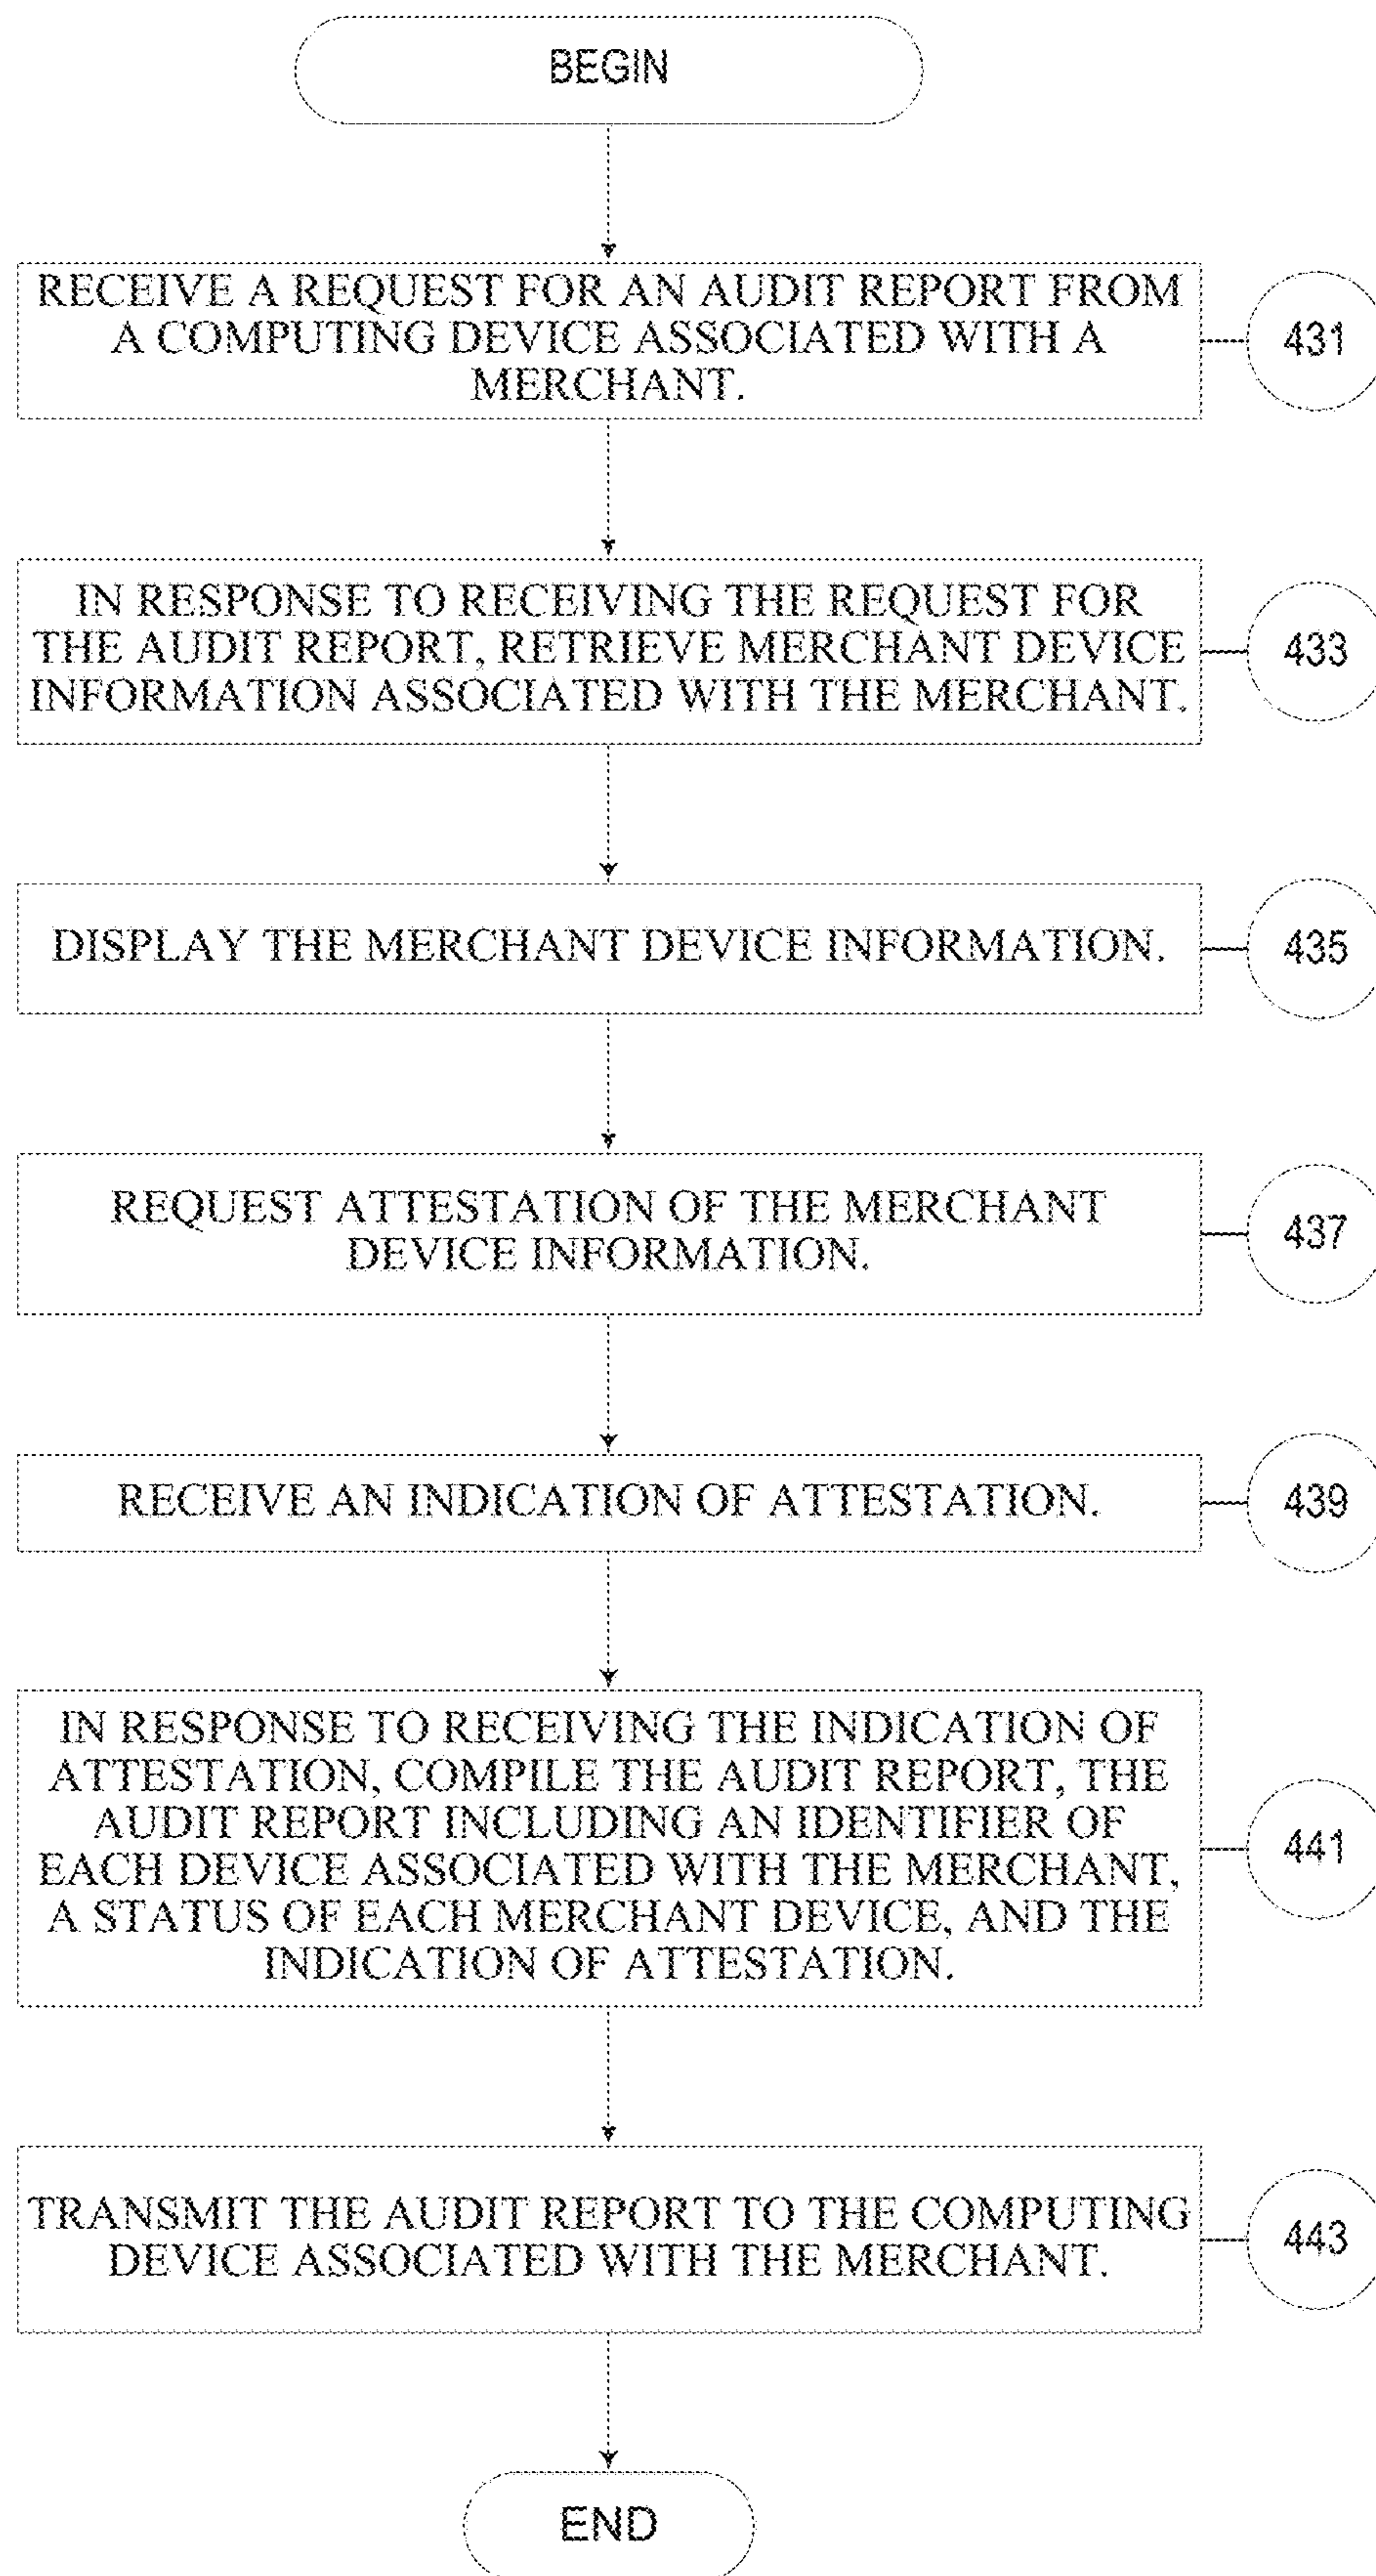 BEGIN
RECEIVE A REQUEST FOR AN AUDIT REPORT FROM
A COMPUTING DEVICE ASSOCIATED WITH A
MERCHANT.
431
IN RESPONSE TO RECEIVING THE REQUEST FOR
THE AUDIT REPORT, RETRIEVE MERCHANT DEVICE
INFORMATION ASSOCIATED WITH THE MERCHANT.
433
DISPLAY THE MERCHANT DEVICE INFORMATION.
435
REQUEST ATTESTATION OF THE MERCHANT
DEVICE INFORMATION.
437
RECEIVE AN INDICATION OF ATTESTATION.
439
IN RESPONSE TO RECEIVING THE INDICATION OF
ATTESTATION, COMPILE THE AUDIT REPORT, THE
AUDIT REPORT INCLUDING AN IDENTIFIER OF
EACH DEVICE ASSOCIATED WITH THE MERCHANT,
A STATUS OF EACH MERCHANT DEVICE, AND THE
INDICATION OF ATTESTATION.
441
TRANSMIT THE AUDIT REPORT TO THE COMPUTING
DEVICE ASSOCIATED WITH THE MERCHANT.
443
END